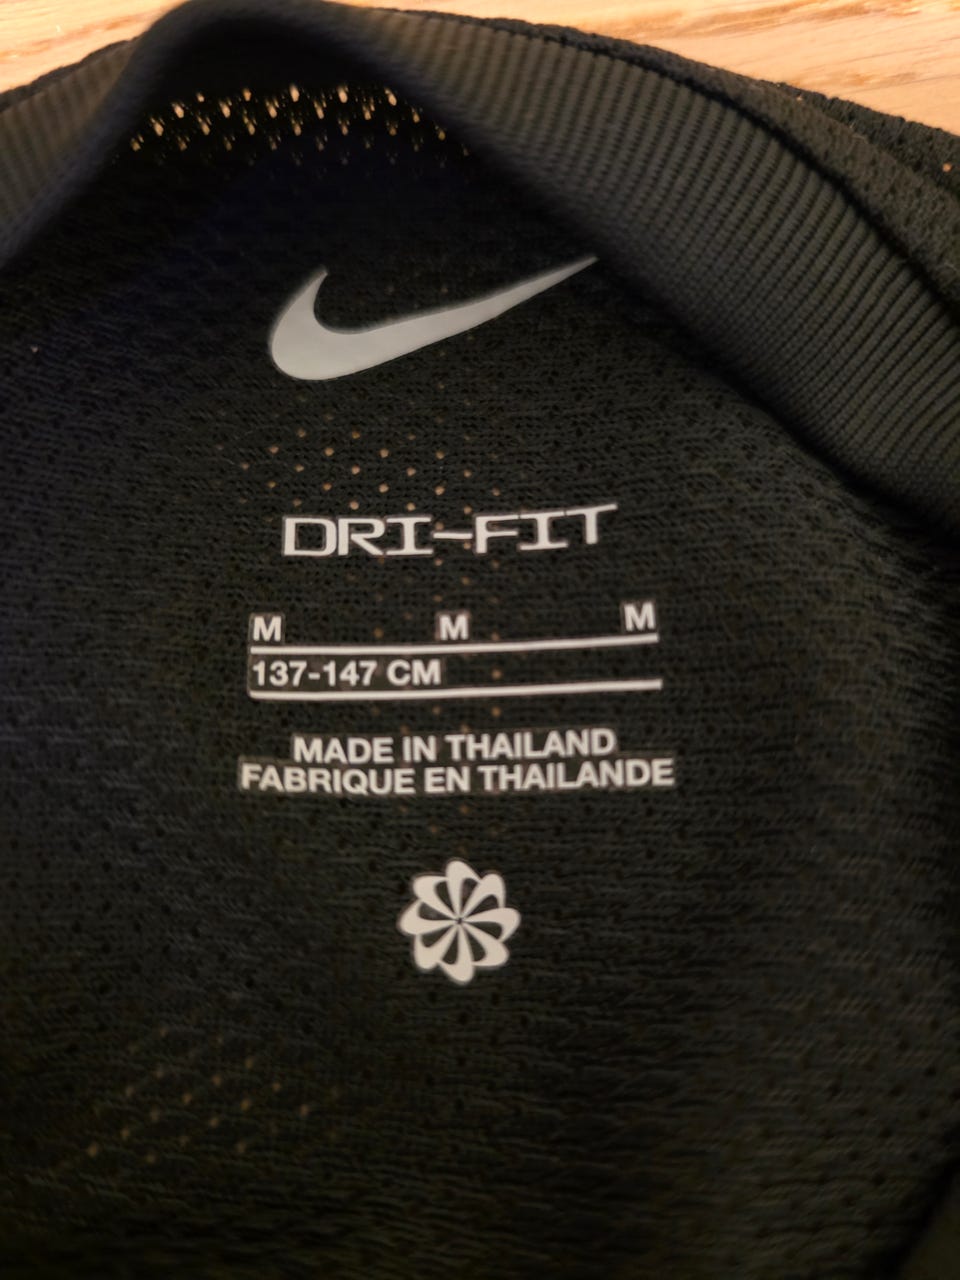 DRI-FIT
M M M
137-147 CM
MADE IN THAILAND
FABRIQUE EN THAILANDE